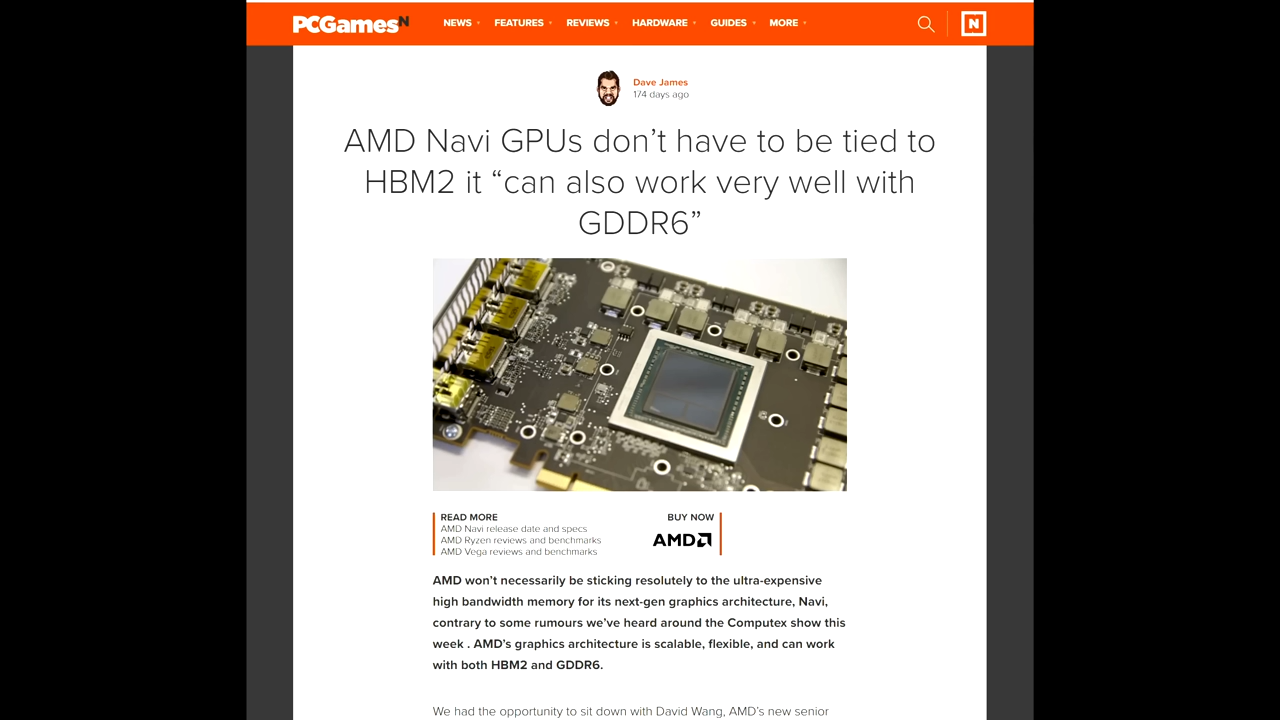 PCGamesN
NEWS FEATURES REVIEWS HARDWARE GUIDES MORE
N
Dave James
174 days ago
AMD Navi GPUs don’t have to be tied to
HBM2 it “can also work very well with
GDDR6”
READ MORE
AMD Navi release date and specs
AMD Ryzen reviews and benchmarks
AMD Vega reviews and benchmarks
BUY NOW
AMD
AMD won’t necessarily be sticking resolutely to the ultra-expensive
high bandwidth memory for its next-gen graphics architecture, Navi,
contrary to some rumours we’ve heard around the Computex show this
week . AMD’s graphics architecture is scalable, flexible, and can work
with both HBM2 and GDDR6.
We had the opportunity to sit down with David Wang, AMD’s new senior